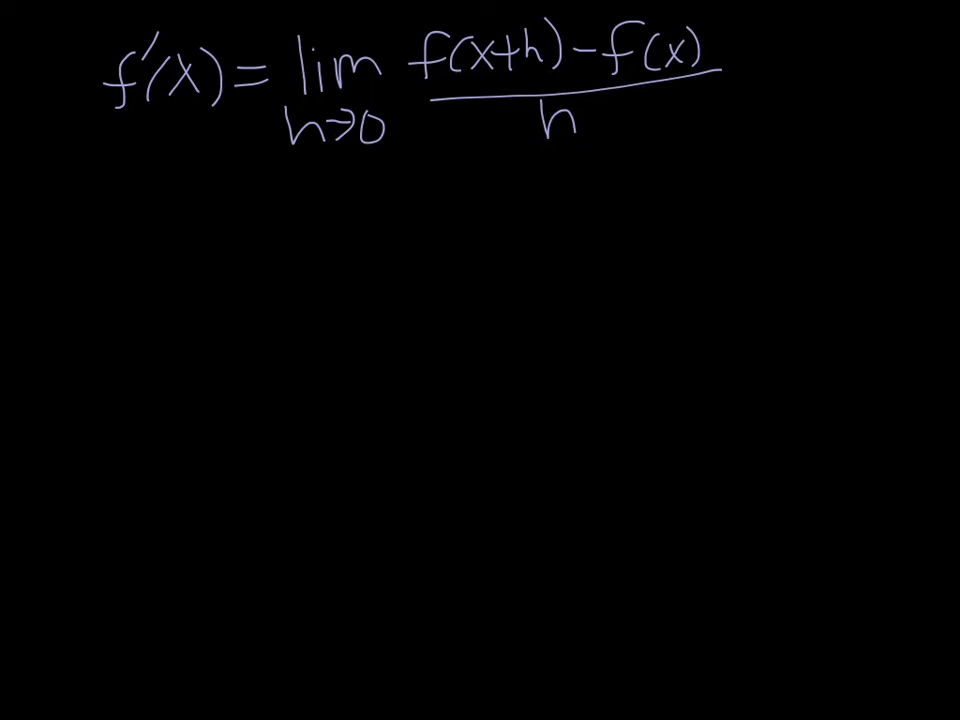 f'(x) = lim f(x+h) - f(x)
h→0 h